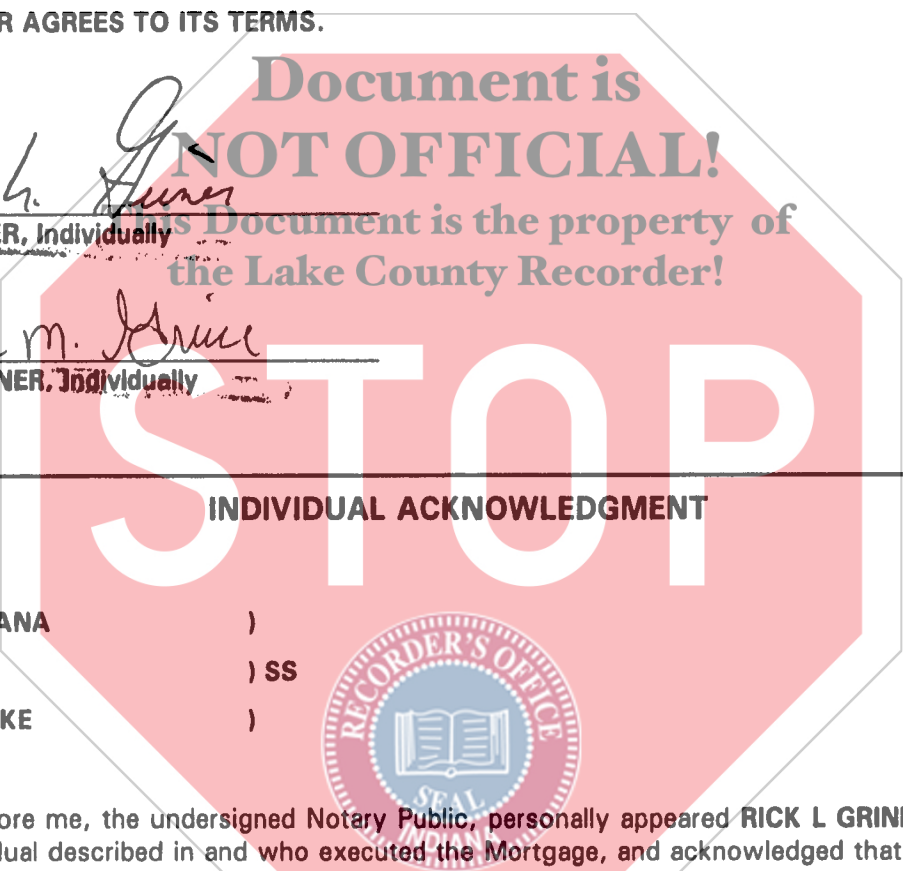 R AGREES TO ITS TERMS.
Document is
NOT OFFICIAL!
This Document is the property of
the Lake County Recorder!
ER, Individually
m.
NER, Individually
STOP
INDIVIDUAL ACKNOWLEDGMENT
ANA )
) SS
KE )
RECORDER'S OFFICE
SEAL
INDIANA
ore me, the undersigned Notary Public, personally appeared RICK L GRIN
dual described in and who executed the Mortgage, and acknowledged that